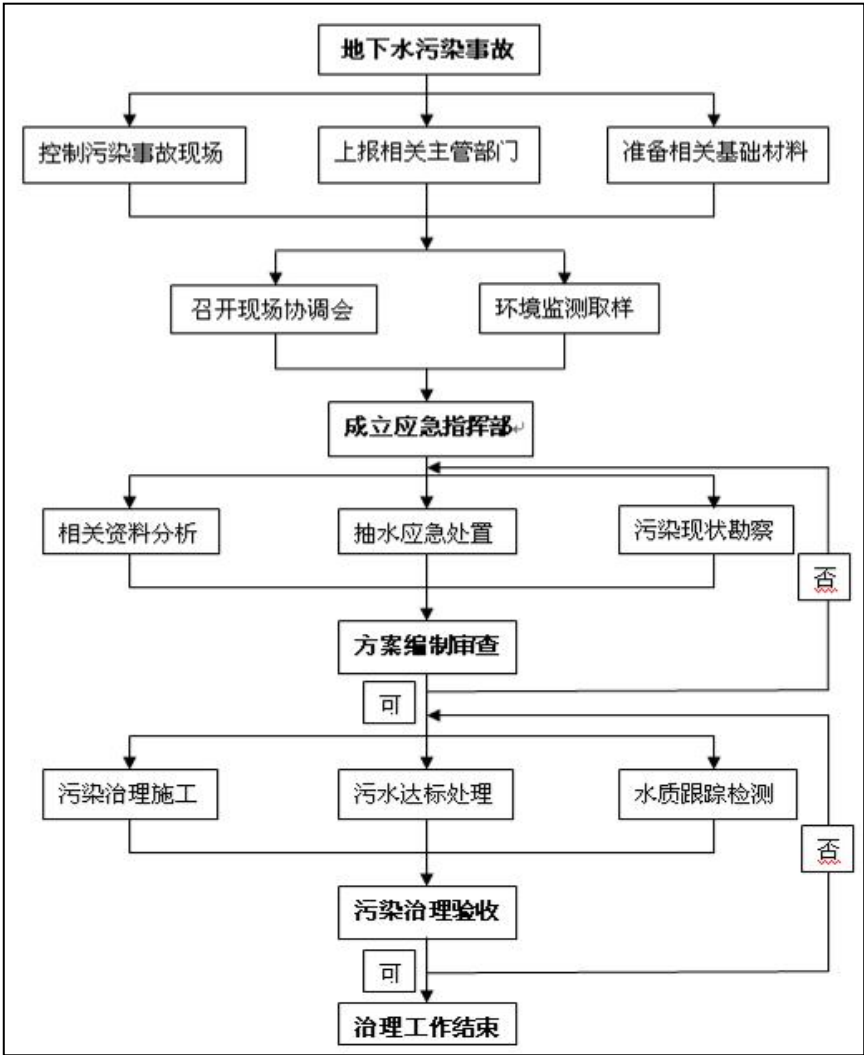 地下水污染事故
控制污染事故现场
上报相关主管部门
准备相关基础材料
召开现场协调会
环境监测取样
成立应急指挥部↵
相关资料分析
抽水应急处置
污染现状勘察
否
方案编制审查
可
污染治理施工
污水达标处理
水质跟踪检测
否
污染治理验收
可
治理工作结束